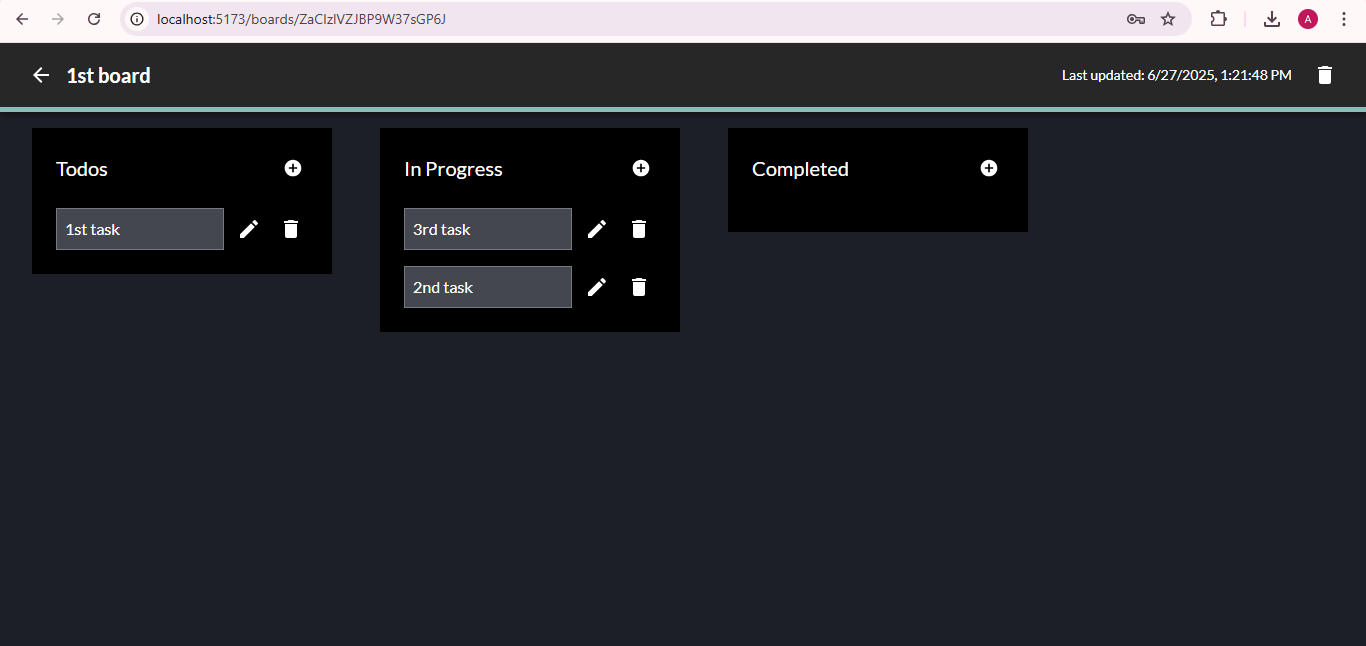 localhost:5173/boards/ZaCIzlVZJBP9W37sGP6J
A
1st board
Last updated: 6/27/2025, 1:21:48 PM
Todos
1st task
In Progress
3rd task
2nd task
Completed